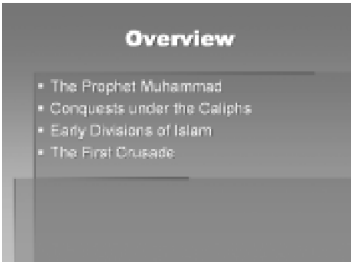 Overview
▪ The Prophet Muhammad
▪ Conquests under the Caliphs
▪ Early Divisions of Islam
▪ The First Crusade